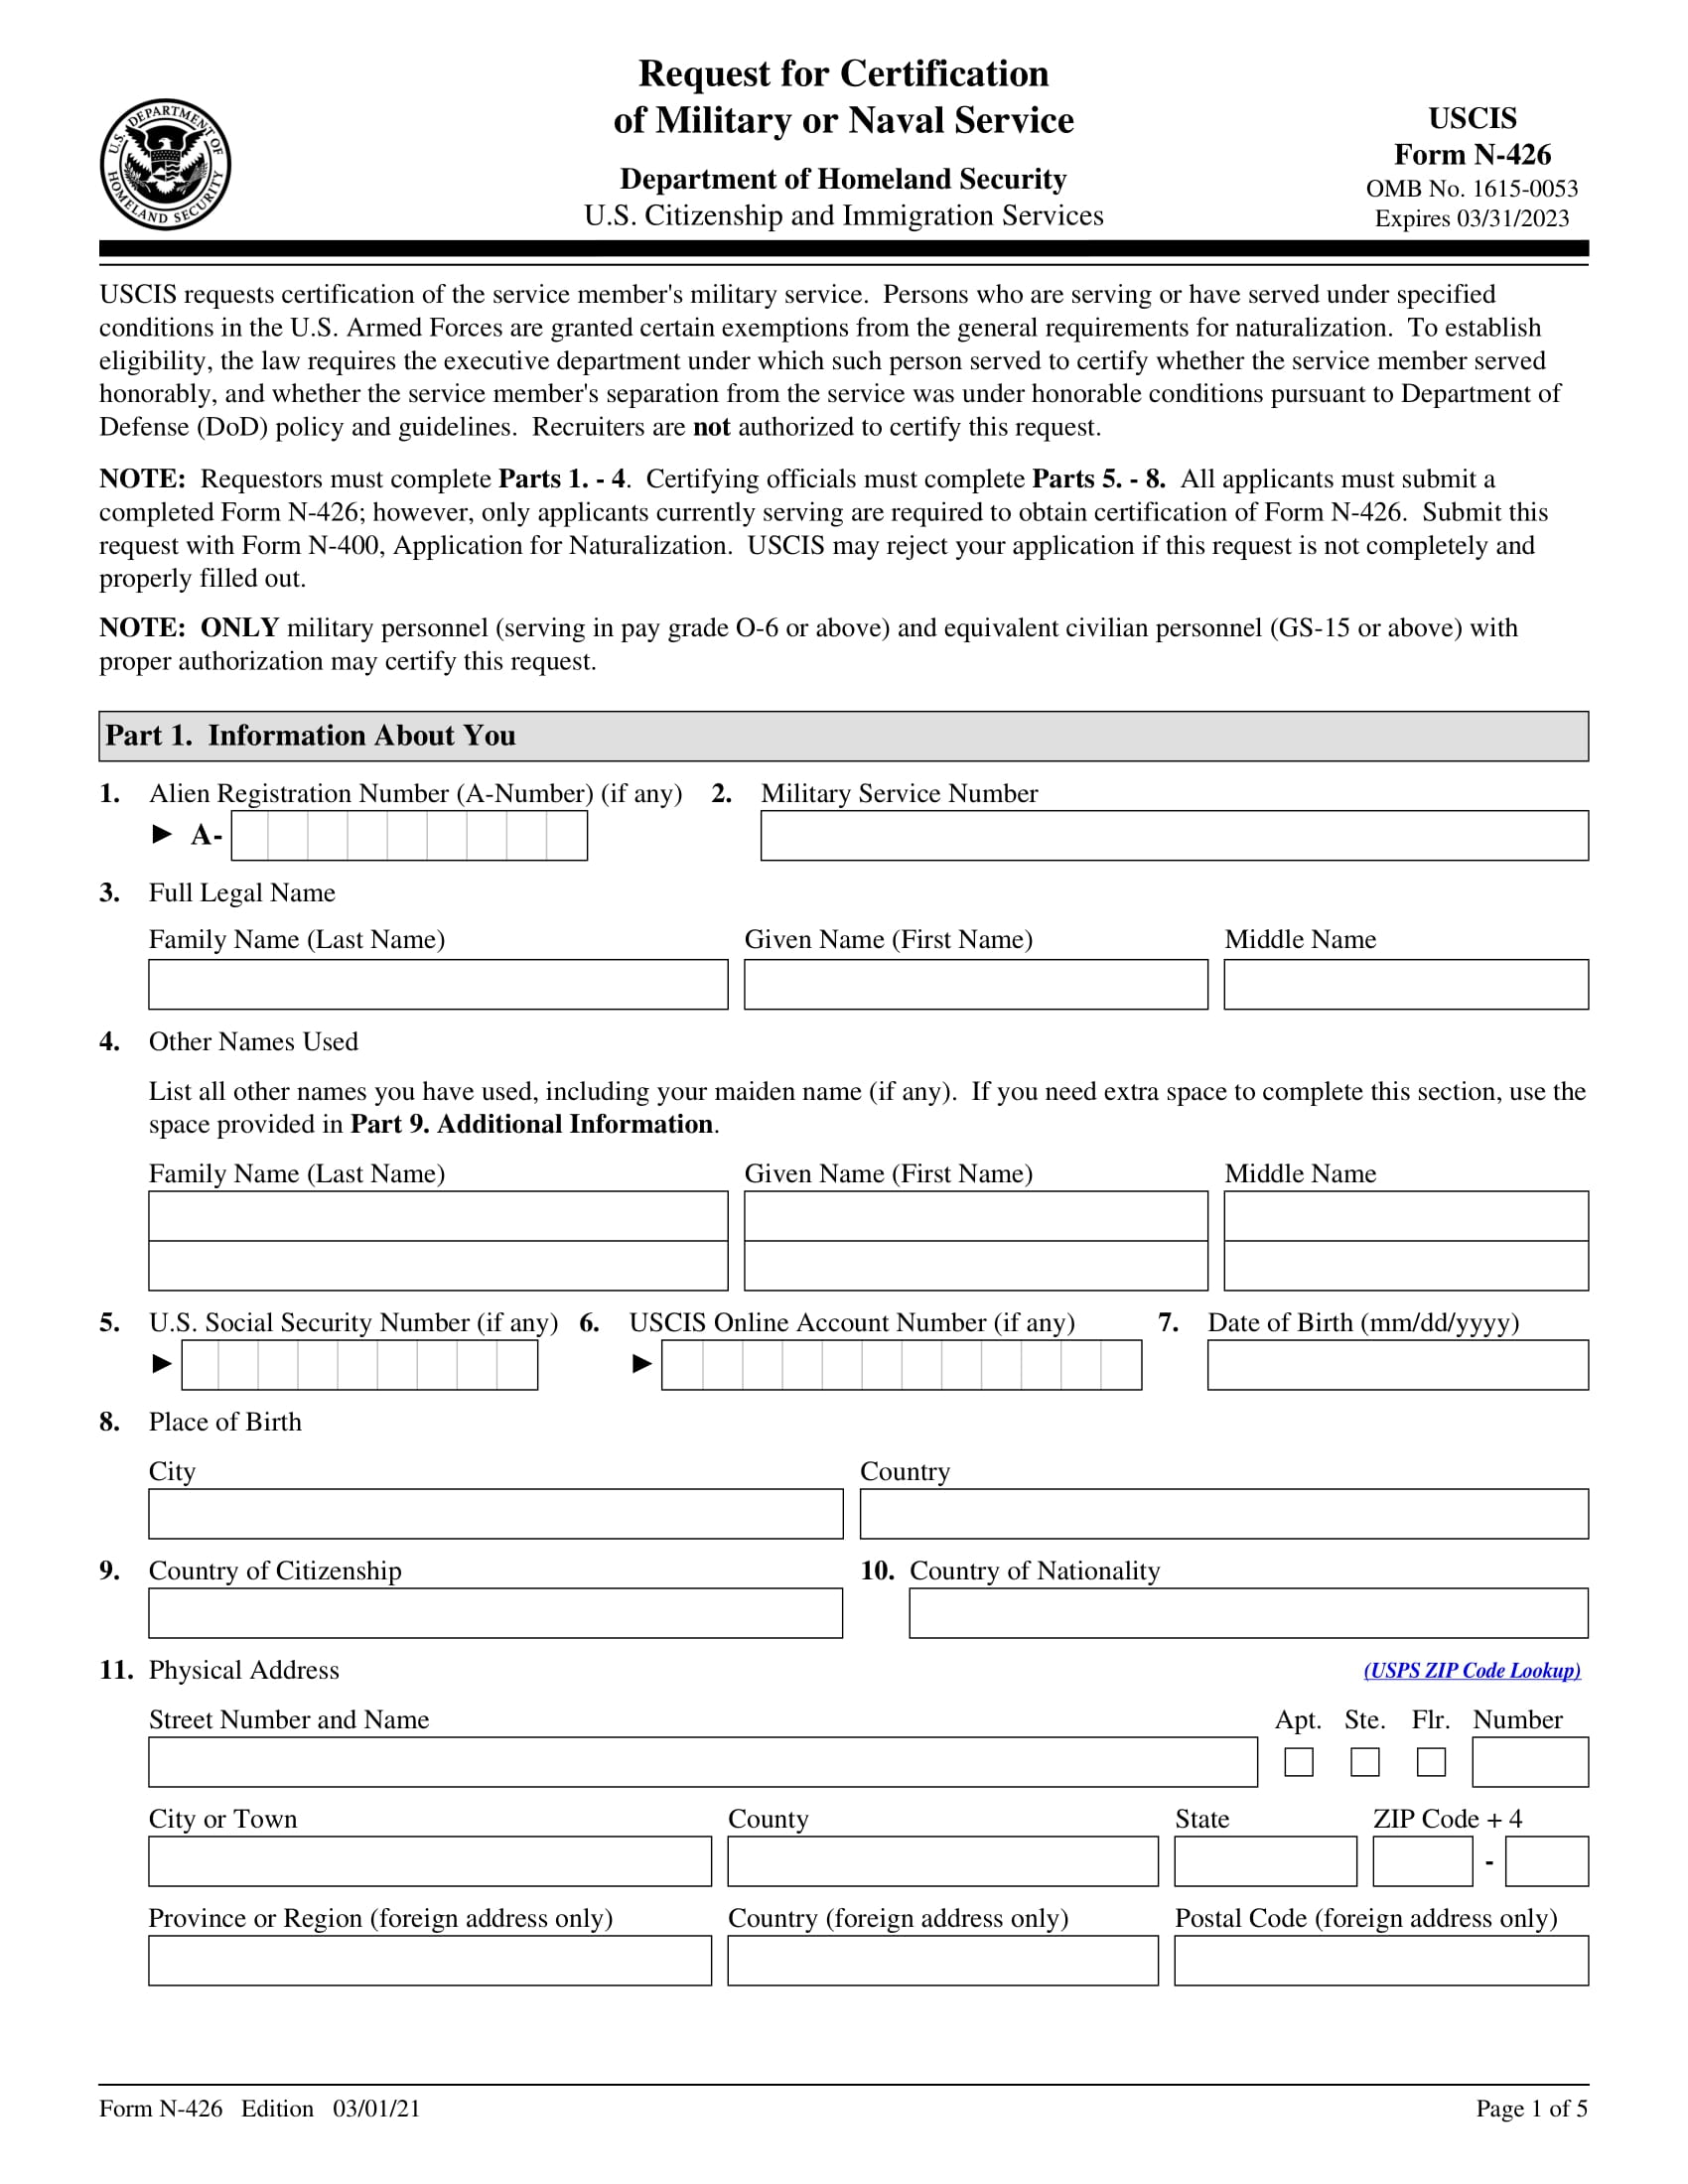 Request for Certification
of Military or Naval Service
Department of Homeland Security
U.S. Citizenship and Immigration Services
U.S. DEPARTMENT OF HOMELAND SECURITY
USCIS
Form N-426
OMB No. 1615-0053
Expires 03/31/2023
USCIS requests certification of the service member's military service.  Persons who are serving or have served under specified
conditions in the U.S. Armed Forces are granted certain exemptions from the general requirements for naturalization.  To establish
eligibility, the law requires the executive department under which such person served to certify whether the service member served
honorably, and whether the service member's separation from the service was under honorable conditions pursuant to Department of
Defense (DoD) policy and guidelines.  Recruiters are not authorized to certify this request.
NOTE:  Requestors must complete Parts 1. - 4.  Certifying officials must complete Parts 5. - 8.  All applicants must submit a
completed Form N-426; however, only applicants currently serving are required to obtain certification of Form N-426.  Submit this
request with Form N-400, Application for Naturalization.  USCIS may reject your application if this request is not completely and
properly filled out.
NOTE:  ONLY military personnel (serving in pay grade O-6 or above) and equivalent civilian personnel (GS-15 or above) with
proper authorization may certify this request.
Part 1.  Information About You
1. Alien Registration Number (A-Number) (if any) 2. Military Service Number
► A-
3. Full Legal Name
Family Name (Last Name) Given Name (First Name) Middle Name
4. Other Names Used
List all other names you have used, including your maiden name (if any).  If you need extra space to complete this section, use the
space provided in Part 9. Additional Information.
Family Name (Last Name) Given Name (First Name) Middle Name
5. U.S. Social Security Number (if any) 6. USCIS Online Account Number (if any) 7. Date of Birth (mm/dd/yyyy)
► ►
8. Place of Birth
City Country
9. Country of Citizenship 10. Country of Nationality
11. Physical Address (USPS ZIP Code Lookup)
Street Number and Name Apt. Ste. Flr. Number
City or Town County State ZIP Code + 4
-
Province or Region (foreign address only) Country (foreign address only) Postal Code (foreign address only)
Form N-426 Edition 03/01/21 Page 1 of 5